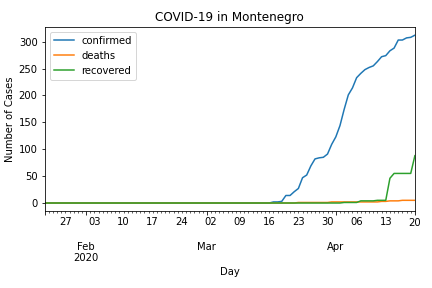 COVID-19 in Montenegro
confirmed
deaths
recovered
Number of Cases
300
250
200
150
100
50
0
27 03 10 17 24 02 09 16 23 30 06 13 20
Feb Mar Apr
2020
Day